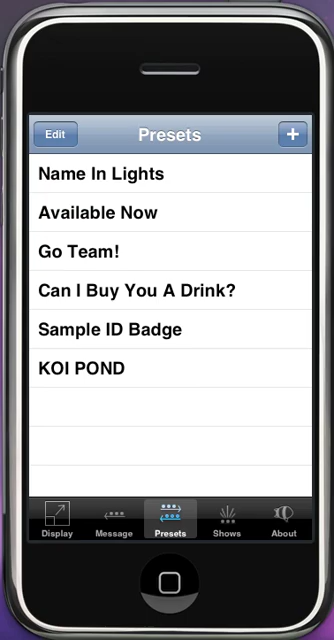 Edit
Presets
+
Name In Lights
Available Now
Go Team!
Can I Buy You A Drink?
Sample ID Badge
KOI POND
Display
Message
Presets
Shows
About